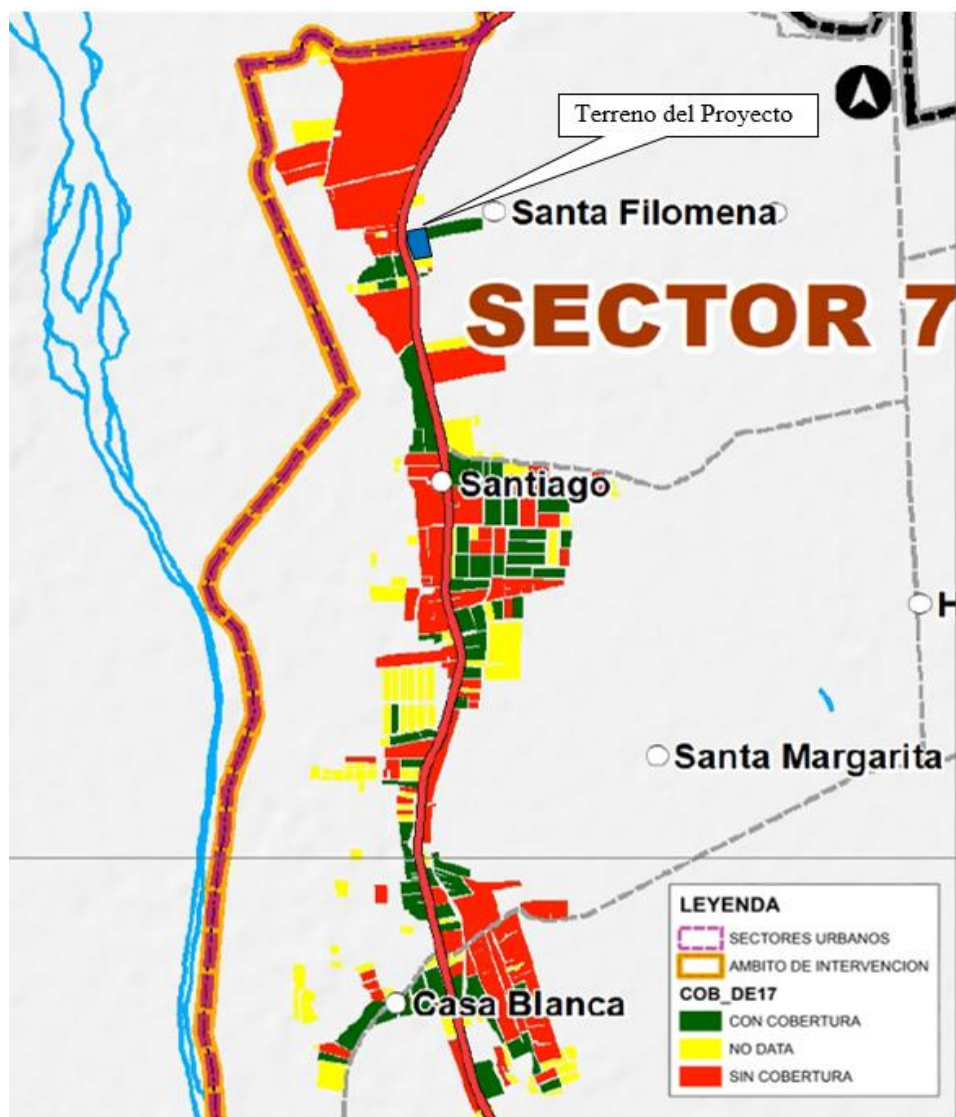 Terreno del Proyecto
Santa Filomena
SECTOR 7
Santiago
H
Santa Margarita
Casa Blanca
LEYENDA
SECTORES URBANOS
AMBITO DE INTERVENCION
COB_DE17
CON COBERTURA
NO DATA
SIN COBERTURA